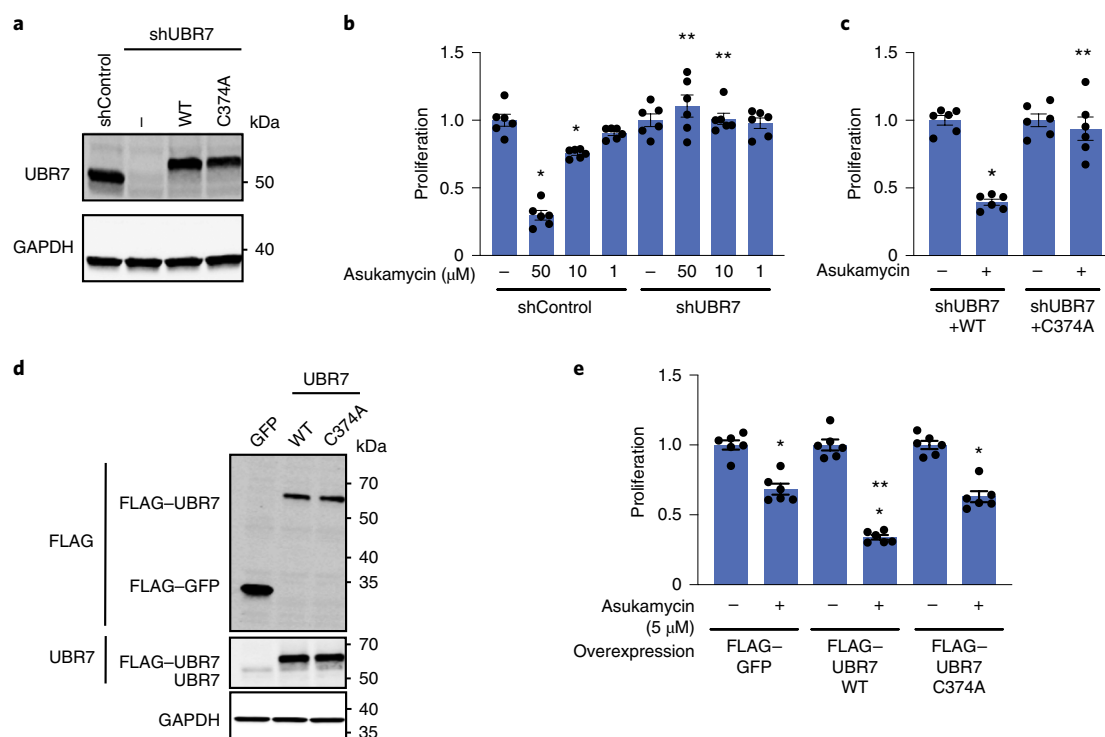 a
shUBR7
shControl
–
WT
C374A
kDa
UBR7
50
GAPDH
40
b
Proliferation
1.5
1.0
0.5
0
*
*
**
**
Asukamycin (μM)
– 50 10 1 – 50 10 1
shControl shUBR7
c
Proliferation
1.5
1.0
0.5
0
*
**
Asukamycin – + – +
shUBR7 shUBR7
+WT +C374A
d
UBR7
GFP
WT
C374A
kDa
FLAG
FLAG–UBR7
FLAG–GFP
70
50
40
35
UBR7
FLAG–UBR7
UBR7
70
50
GAPDH
40
35
e
Proliferation
1.5
1.0
0.5
0
*
**
*
*
Asukamycin – + – + – +
(5 μM)
Overexpression
FLAG– FLAG– FLAG–
GFP UBR7 UBR7
WT C374A